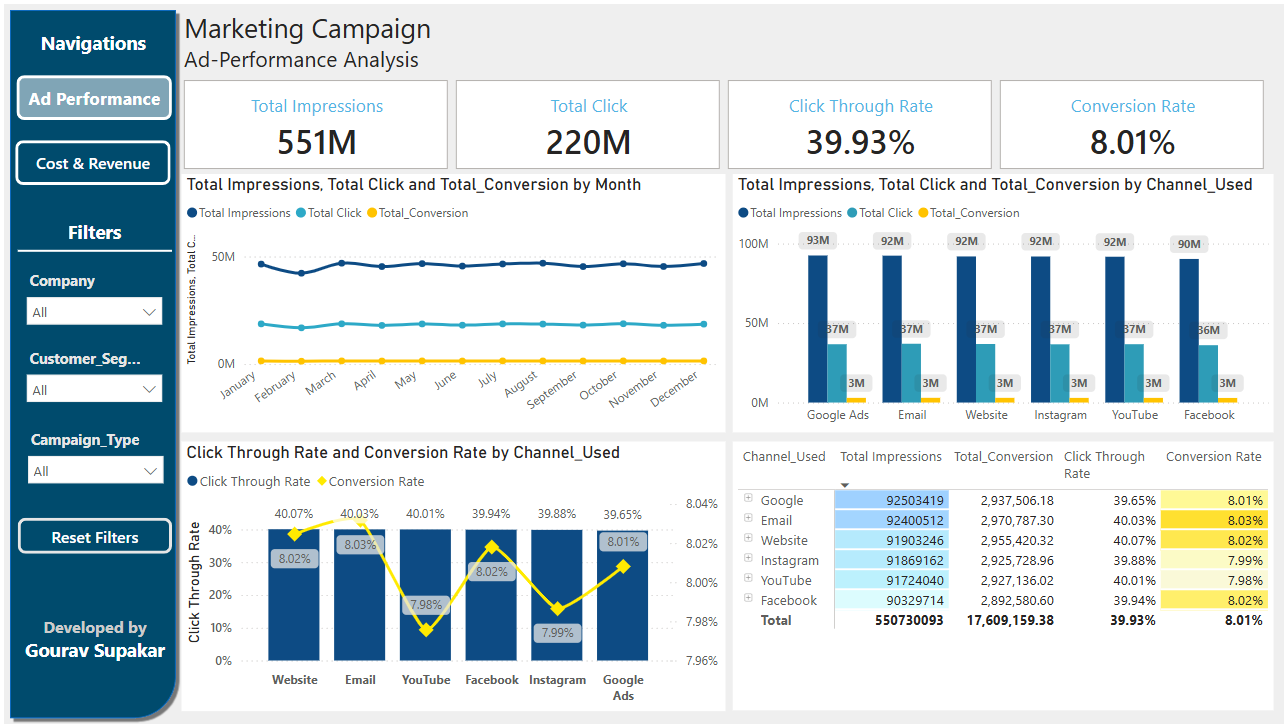 Navigations
Ad Performance
Cost & Revenue
Filters
Company
All
Customer_Seg...
All
Campaign_Type
All
Reset Filters
Developed by
Gourav Supakar
Marketing Campaign
Ad-Performance Analysis
Total Impressions
551M
Total Click
220M
Click Through Rate
39.93%
Conversion Rate
8.01%
Total Impressions, Total Click and Total_Conversion by Month
Total Impressions Total Click Total_Conversion
Total Impressions, Total C...
50M
0M
January February March April May June July August September October November December
Total Impressions, Total Click and Total_Conversion by Channel_Used
Total Impressions Total Click Total_Conversion
100M
50M
0M
93M 92M 92M 92M 92M 90M
37M 37M 37M 37M 37M 36M
3M 3M 3M 3M 3M 3M
Google Ads Email Website Instagram YouTube Facebook
Click Through Rate and Conversion Rate by Channel_Used
Click Through Rate Conversion Rate
Click Through Rate
40%
30%
20%
10%
0%
40.07% 40.03% 40.01% 39.94% 39.88% 39.65%
8.02% 8.03% 7.98% 8.02% 7.99% 8.01%
8.04%
8.02%
8.00%
7.98%
7.96%
Website Email YouTube Facebook Instagram Google
Ads
Channel_Used Total Impressions Total_Conversion Click Through Conversion Rate
Rate
Google 92503419 2,937,506.18 39.65% 8.01%
Email 92400512 2,970,787.30 40.03% 8.03%
Website 91903246 2,955,420.32 40.07% 8.02%
Instagram 91869162 2,925,728.96 39.88% 7.99%
YouTube 91724040 2,927,136.02 40.01% 7.98%
Facebook 90329714 2,892,580.60 39.94% 8.02%
Total 550730093 17,609,159.38 39.93% 8.01%